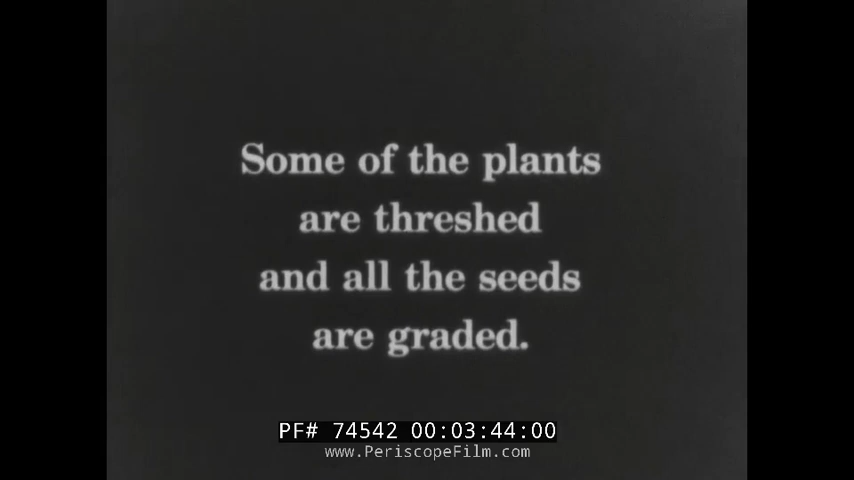 Some of the plants
are threshed
and all the seeds
are graded.
PF# 74542 00:03:44:00
www.PeriscopeFilm.com